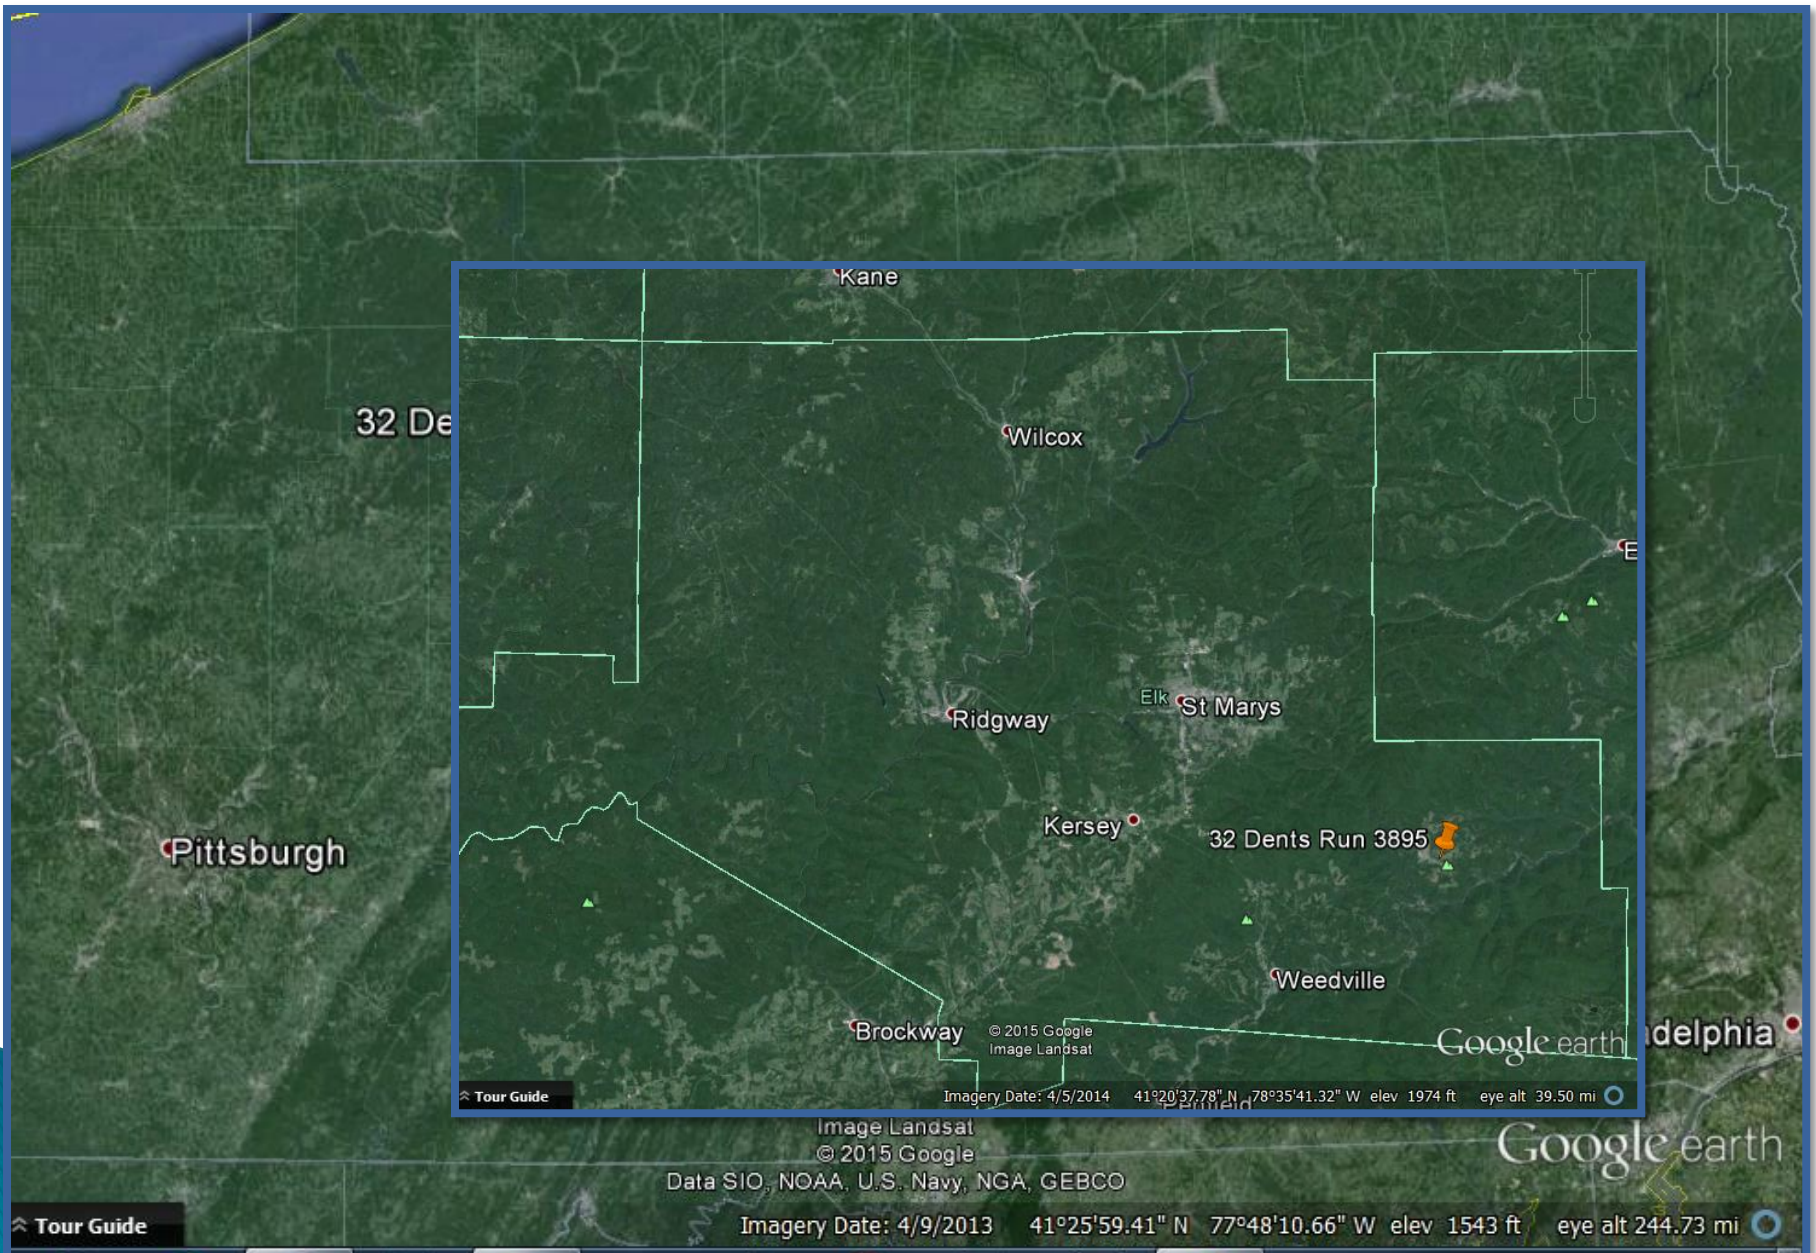 Kane
32 De
Wilcox
E
Elk
St Marys
Ridgway
Kersey
32 Dents Run 3895
Pittsburgh
Weedville
Brockway
© 2015 Google
Image Landsat
Google earth
adelphia
Tour Guide
Imagery Date: 4/5/2014 41°20'37.78" N 78°35'41.32" W elev 1974 ft eye alt 39.50 mi
Penfield
Image Landsat
© 2015 Google
Data SIO, NOAA, U.S. Navy, NGA, GEBCO
Google earth
Tour Guide
Imagery Date: 4/9/2013 41°25'59.41" N 77°48'10.66" W elev 1543 ft eye alt 244.73 mi